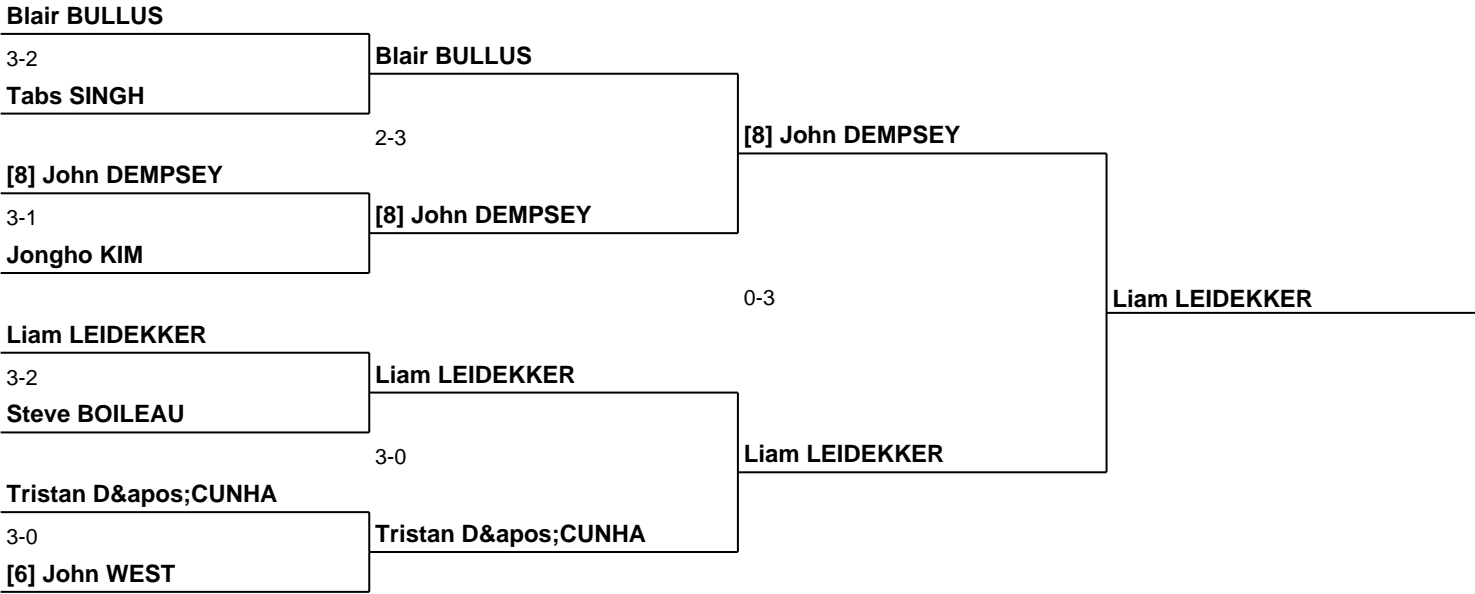 Blair BULLUS
3-2
Tabs SINGH
Blair BULLUS
2-3
[8] John DEMPSEY
[8] John DEMPSEY
3-1
Jongho KIM
[8] John DEMPSEY
0-3
Liam LEIDEKKER
Liam LEIDEKKER
3-2
Steve BOILEAU
Liam LEIDEKKER
3-0
Liam LEIDEKKER
Tristan D&apos;CUNHA
3-0
[6] John WEST
Tristan D&apos;CUNHA